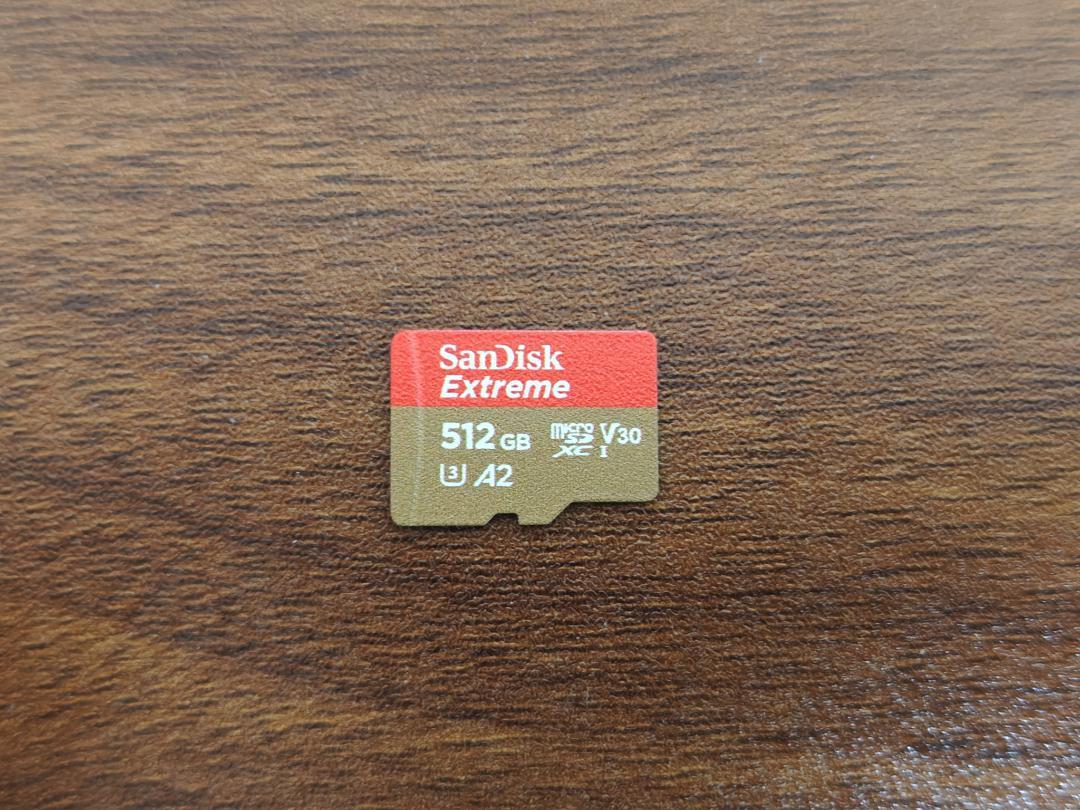 SanDisk
Extreme
512 GB micro SD XC I V30
U3 A2